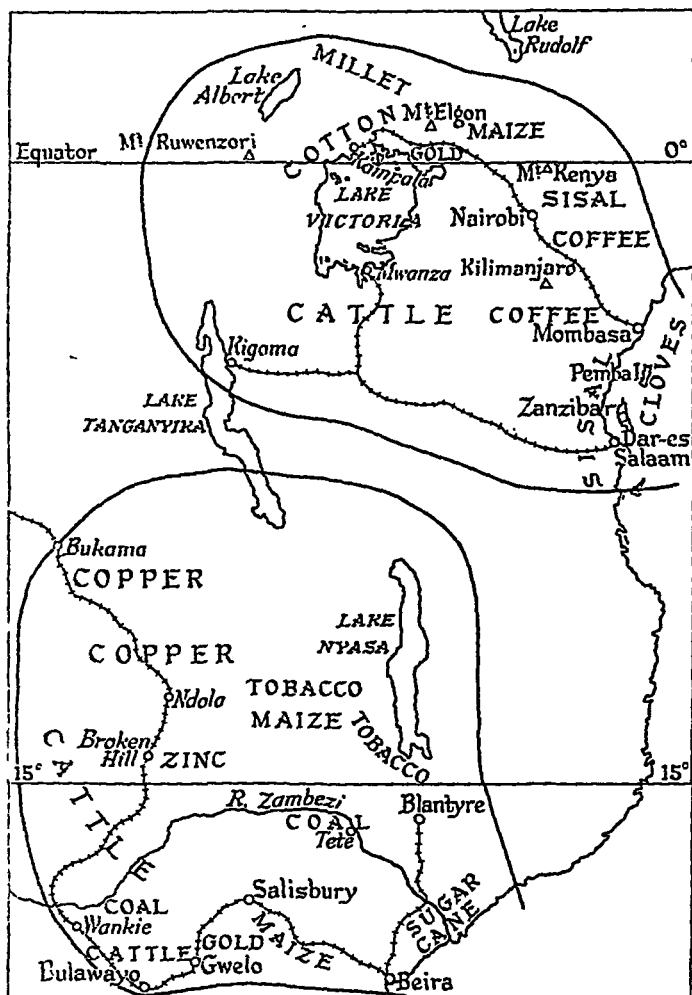 Lake
Rudolf
MILLET
Lake
Albert
Mt Elgon
MAIZE
COTTON
Mt. Ruwenzori
Equator
0°
Kampala
GOLD
Mt Kenya
LAKE
VICTORIA
SISAL
Nairobi
COFFEE
Mwanza
Kilimanjaro
CATTLE
COFFEE
Mombasa
Kigoma
Pemba
CLOVES
SISAL
Zanzibar
LAKE
TANGANYIKA
Dar-es
Salaam
Bukama
COPPER
LAKE
NYASA
COPPER
Ndola
TOBACCO
MAIZE
TOBACCO
CATTLE
Broken
Hill
ZINC
15°
15°
R. Zambezi
COAL
Tete
Blantyre
COAL
Wankie
Salisbury
MAIZE
SUGAR
CANE
CATTLE
GOLD
Gwelo
Bulawayo
Beira